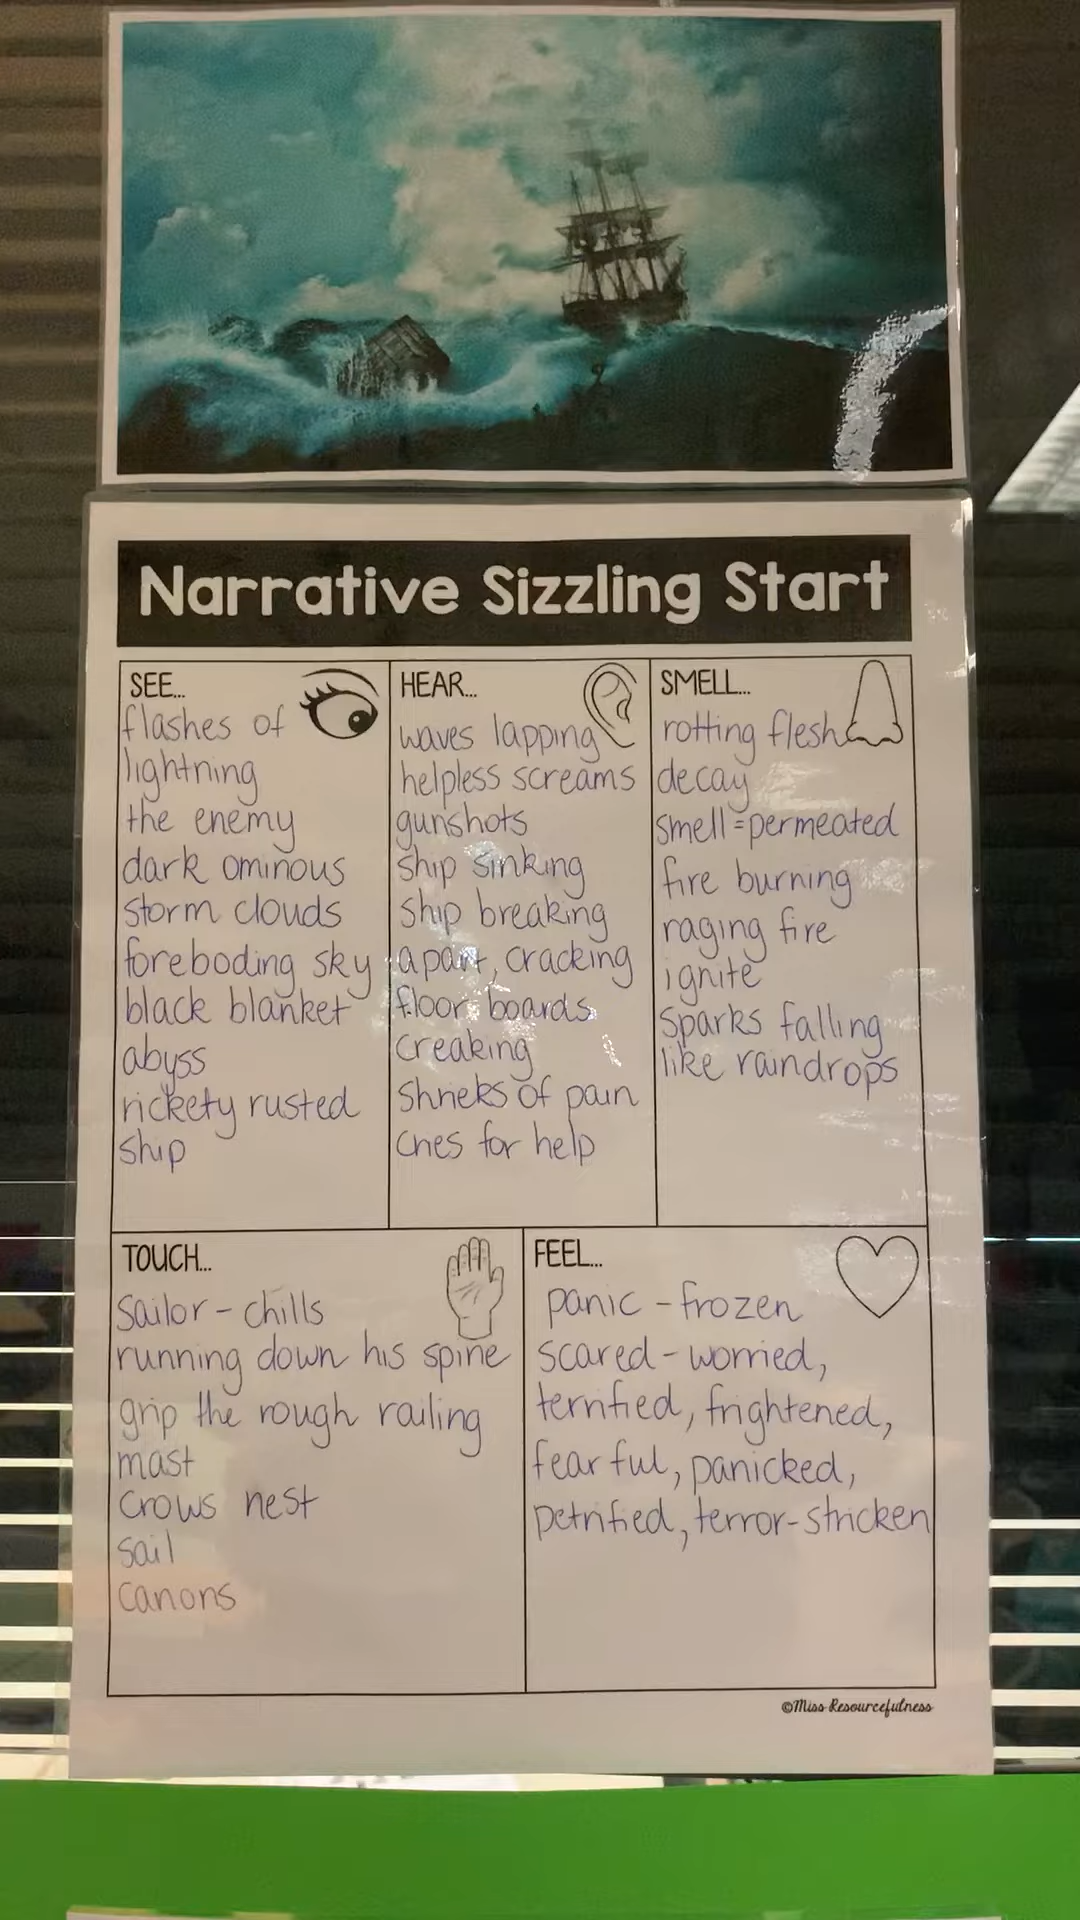 Narrative Sizzling Start
SEE...
flashes of
lightning
the enemy
dark ominous
storm clouds
foreboding sky
black blanket
abyss
rickety rusted
ship
HEAR...
waves lapping
helpless screams
gunshots
ship sinking
ship breaking
apart, cracking
floor boards
creaking
shrieks of pain
cries for help
SMELL...
rotting flesh
decay
smell=permeated
fire burning
raging fire
ignite
sparks falling
like raindrops
TOUCH...
sailor - chills
running down his spine
grip the rough railing
mast
crows nest
sail
canons
FEEL...
panic - frozen
scared - worried,
terrified, frightened,
fearful, panicked,
petrified, terror-stricken
©Miss Resourcefulness